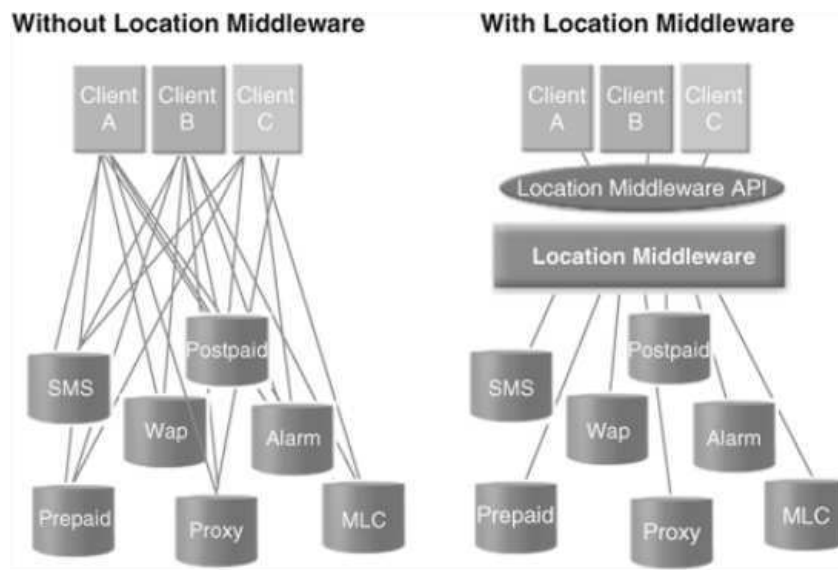 Without Location Middleware
Client A
Client B
Client C
SMS
Postpaid
Wap
Alarm
Prepaid
Proxy
MLC
With Location Middleware
Client A
Client B
Client C
Location Middleware API
Location Middleware
SMS
Postpaid
Wap
Alarm
Prepaid
Proxy
MLC